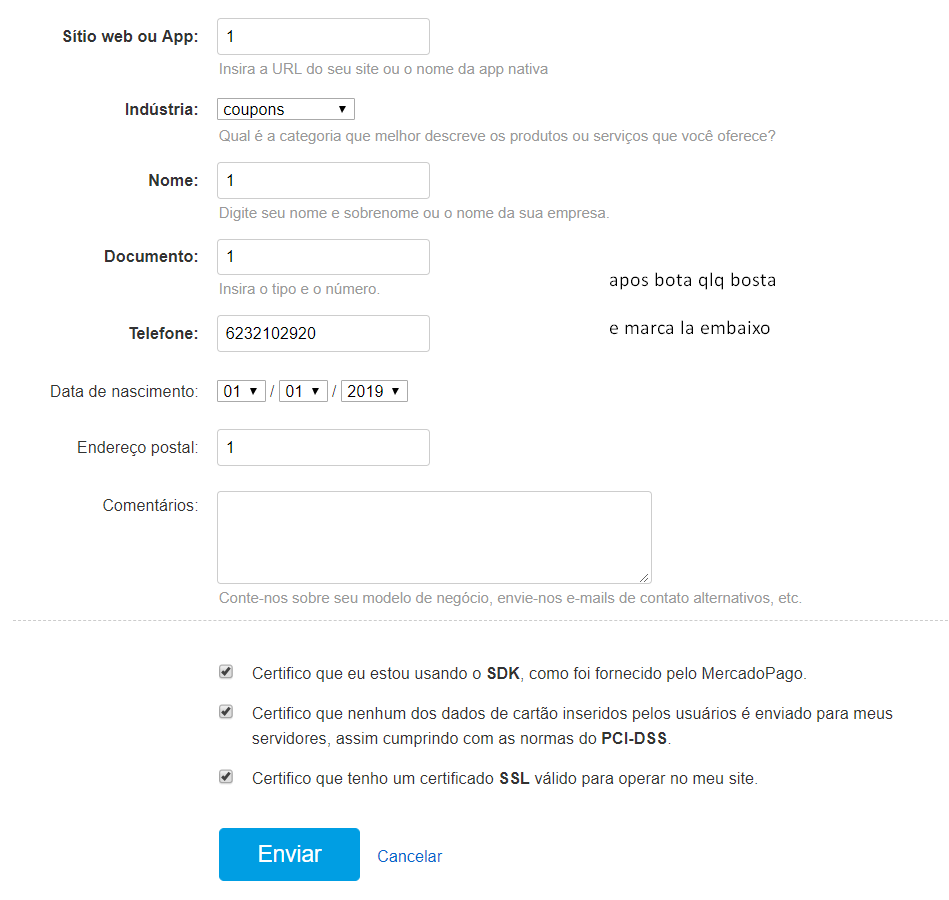 Sítio web ou App: 1
Insira a URL do seu site ou o nome da app nativa
Indústria: coupons
Qual é a categoria que melhor descreve os produtos ou serviços que você oferece?
Nome: 1
Digite seu nome e sobrenome ou o nome da sua empresa.
Documento: 1
Insira o tipo e o número.
apos bota qlq bosta
e marca la embaixo
Telefone: 6232102920
Data de nascimento: 01 / 01 / 2019
Endereço postal: 1
Comentários:
Conte-nos sobre seu modelo de negócio, envie-nos e-mails de contato alternativos, etc.
Certifico que eu estou usando o SDK, como foi fornecido pelo MercadoPago.
Certifico que nenhum dos dados de cartão inseridos pelos usuários é enviado para meus
servidores, assim cumprindo com as normas do PCI-DSS.
Certifico que tenho um certificado SSL válido para operar no meu site.
Enviar Cancelar